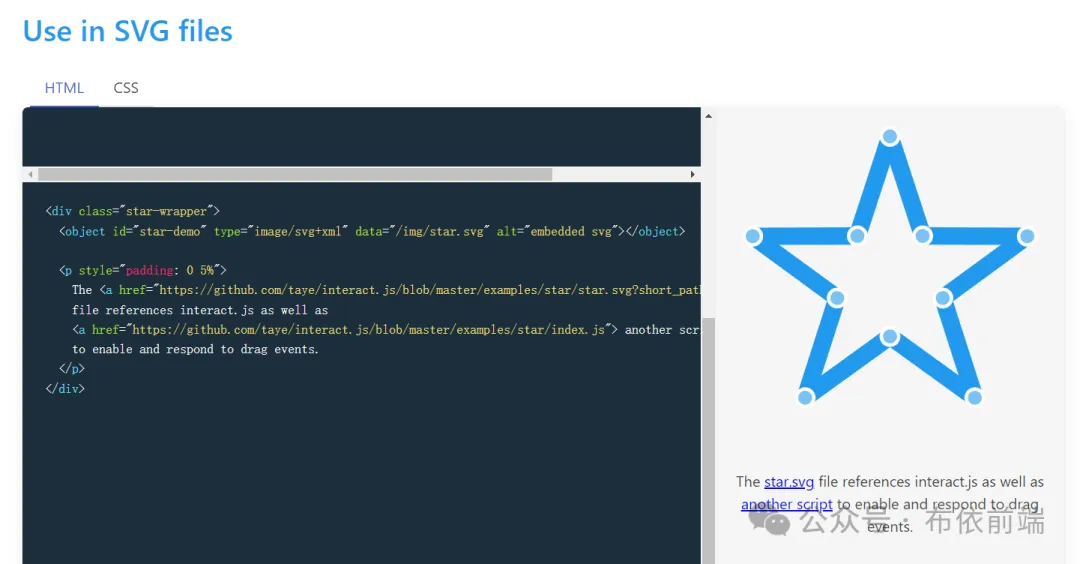 Use in SVG files
HTML
CSS
<div class="star-wrapper">
<object id="star-demo" type="image/svg+xml" data="/img/star.svg" alt="embedded svg"></object>
<p style="padding: 0 5%">
The <a href="https://github.com/taye/interact.js/blob/master/examples/star/star.svg?short_pat
file references interact.js as well as
<a href="https://github.com/taye/interact.js/blob/master/examples/star/index.js"> another scr
to enable and respond to drag events.
</p>
</div>
The star.svg file references interact.js as well as
another script to enable and respond to drag
events.
公众号 · 布依前端